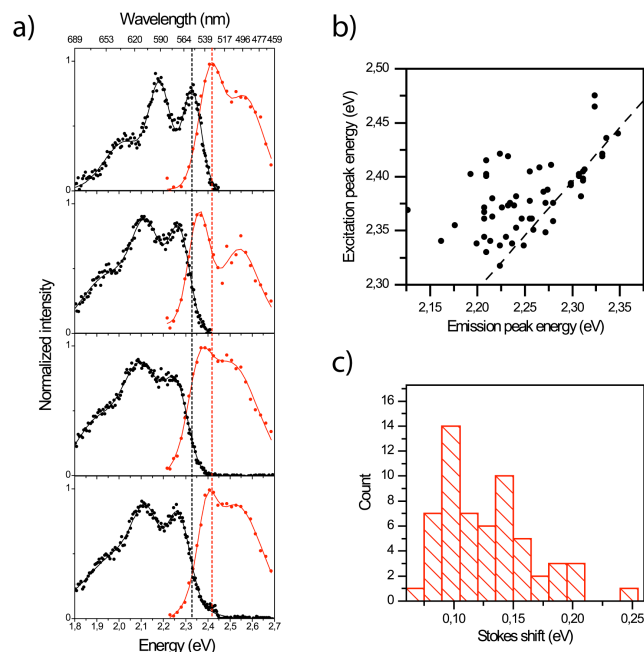 a)
Wavelength (nm)
689 653 620 590 564 539 517 496 477 459
1
0
1
0
1
0
1
0
1,8 1,9 2,0 2,1 2,2 2,3 2,4 2,5 2,6 2,7
Energy (eV)
Normalized intensity
b)
2,50
2,45
2,40
2,35
2,30
2,15 2,20 2,25 2,30 2,35
Emission peak energy (eV)
Excitation peak energy (eV)
c)
16
14
12
10
8
6
4
2
0
0,10 0,15 0,20 0,25
Stokes shift (eV)
Count